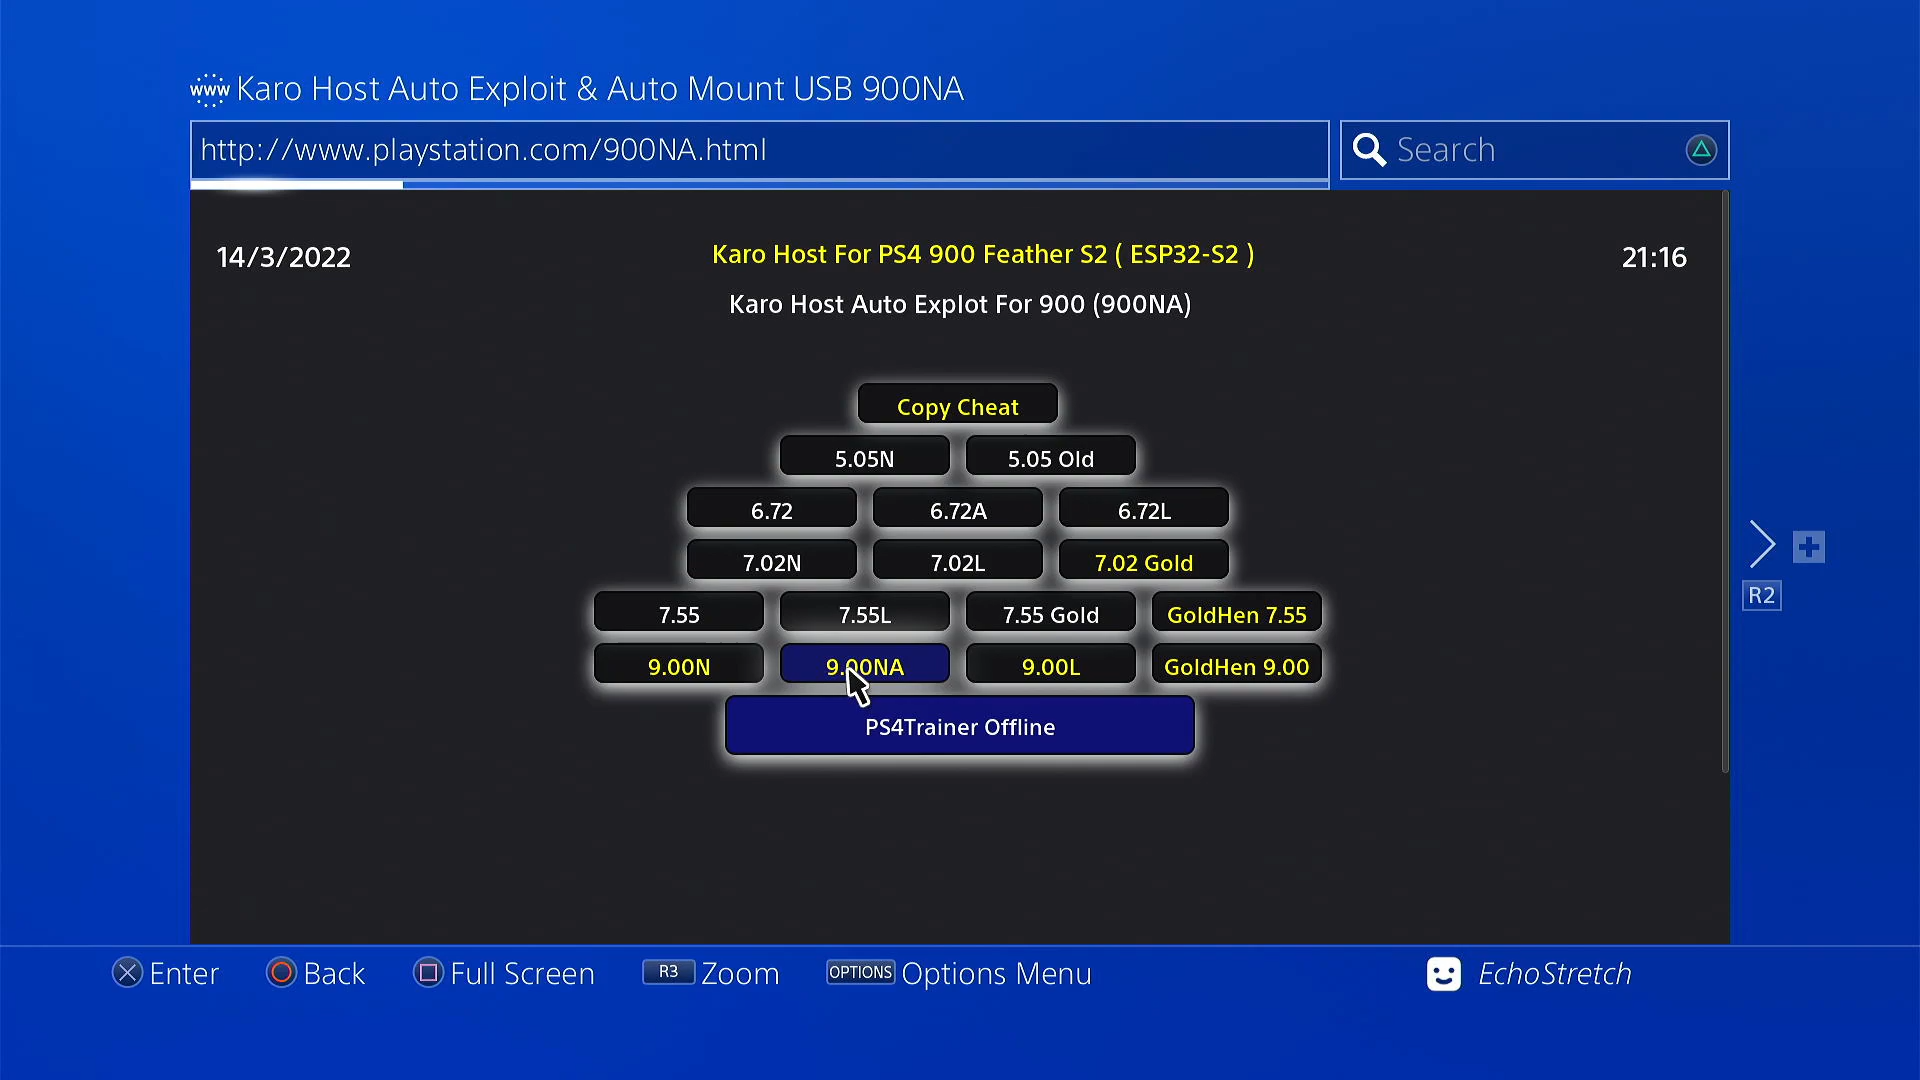 www Karo Host Auto Exploit & Auto Mount USB 900NA
http://www.playstation.com/900NA.html Search
14/3/2022 Karo Host For PS4 900 Feather S2 ( ESP32-S2 ) 21:16
Karo Host Auto Explot For 900 (900NA)
Copy Cheat
5.05N 5.05 Old
6.72 6.72A 6.72L
7.02N 7.02L 7.02 Gold
R2
7.55 7.55L 7.55 Gold GoldHen 7.55
9.00N 9.00NA 9.00L GoldHen 9.00
PS4Trainer Offline
Enter Back Full Screen R3 Zoom OPTIONS Options Menu EchoStretch